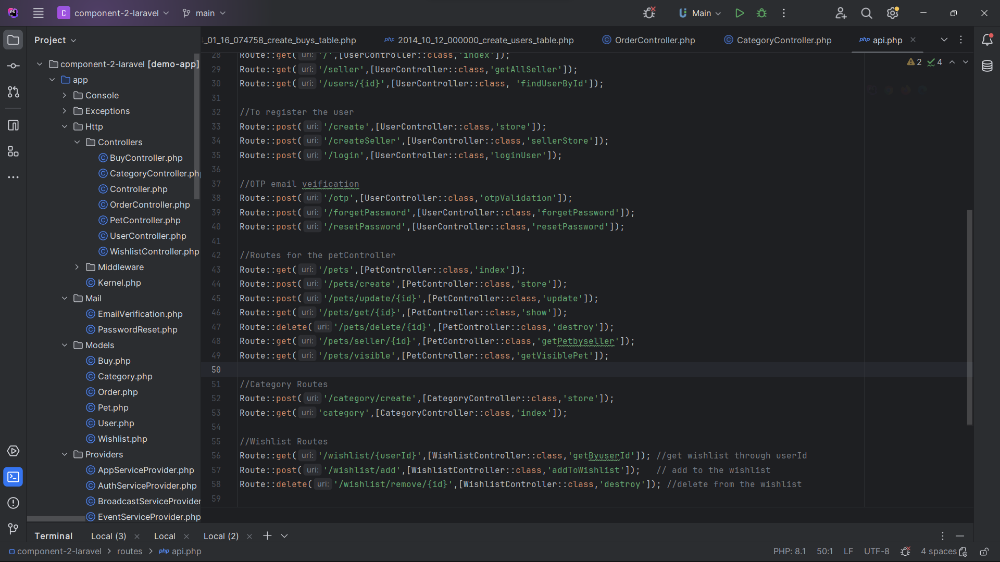 PS
C component-2-laravel main
Main
Project
_01_16_074758_create_buys_table.php
php 2014_10_12_000000_create_users_table.php
C OrderController.php
C CategoryController.php
php api.php
2 4
component-2-laravel [demo-app]
app
Console
Exceptions
Http
Controllers
C BuyController.php
C CategoryController.php
C Controller.php
C OrderController.php
C PetController.php
C UserController.php
C WishlistController.php
Middleware
C Kernel.php
Mail
C EmailVerification.php
C PasswordReset.php
Models
C Buy.php
C Category.php
C Order.php
C Pet.php
C User.php
C Wishlist.php
Providers
C AppServiceProvider.php
C AuthServiceProvider.php
C BroadcastServiceProvider
C EventServiceProvider.php
28 Route::get( uri: '/',[UserController::class,'index']);
29 Route::get( uri: '/seller',[UserController::class,'getAllSeller']);
30 Route::get( uri: '/users/{id}',[UserController::class, 'findUserById']);
31
32 //To register the user
33 Route::post( uri: '/create',[UserController::class,'store']);
34 Route::post( uri: '/createSeller',[UserController::class,'sellerStore']);
35 Route::post( uri: '/login',[UserController::class,'loginUser']);
36
37 //OTP email veification
38 Route::post( uri: '/otp',[UserController::class,'otpValidation']);
39 Route::post( uri: '/forgetPassword',[UserController::class,'forgetPassword']);
40 Route::post( uri: '/resetPassword',[UserController::class,'resetPassword']);
41
42 //Routes for the petController
43 Route::get( uri: '/pets',[PetController::class,'index']);
44 Route::post( uri: '/pets/create',[PetController::class,'store']);
45 Route::post( uri: '/pets/update/{id}',[PetController::class,'update']);
46 Route::get( uri: '/pets/get/{id}',[PetController::class,'show']);
47 Route::delete( uri: '/pets/delete/{id}',[PetController::class,'destroy']);
48 Route::get( uri: '/pets/seller/{id}',[PetController::class,'getPetbyseller']);
49 Route::get( uri: '/pets/visible',[PetController::class,'getVisiblePet']);
50
51 //Category Routes
52 Route::post( uri: '/category/create',[CategoryController::class,'store']);
53 Route::get( uri: 'category',[CategoryController::class,'index']);
54
55 //Wishlist Routes
56 Route::get( uri: '/wishlist/{userId}',[WishlistController::class,'getByuserId']); //get wishlist through userId
57 Route::post( uri: '/wishlist/add',[WishlistController::class,'addToWishlist']); // add to the wishlist
58 Route::delete( uri: '/wishlist/remove/{id}',[WishlistController::class,'destroy']); //delete from the wishlist
59
Terminal Local (3) Local Local (2)
component-2-laravel > routes > php api.php
PHP: 8.1 50:1 LF UTF-8 4 spaces